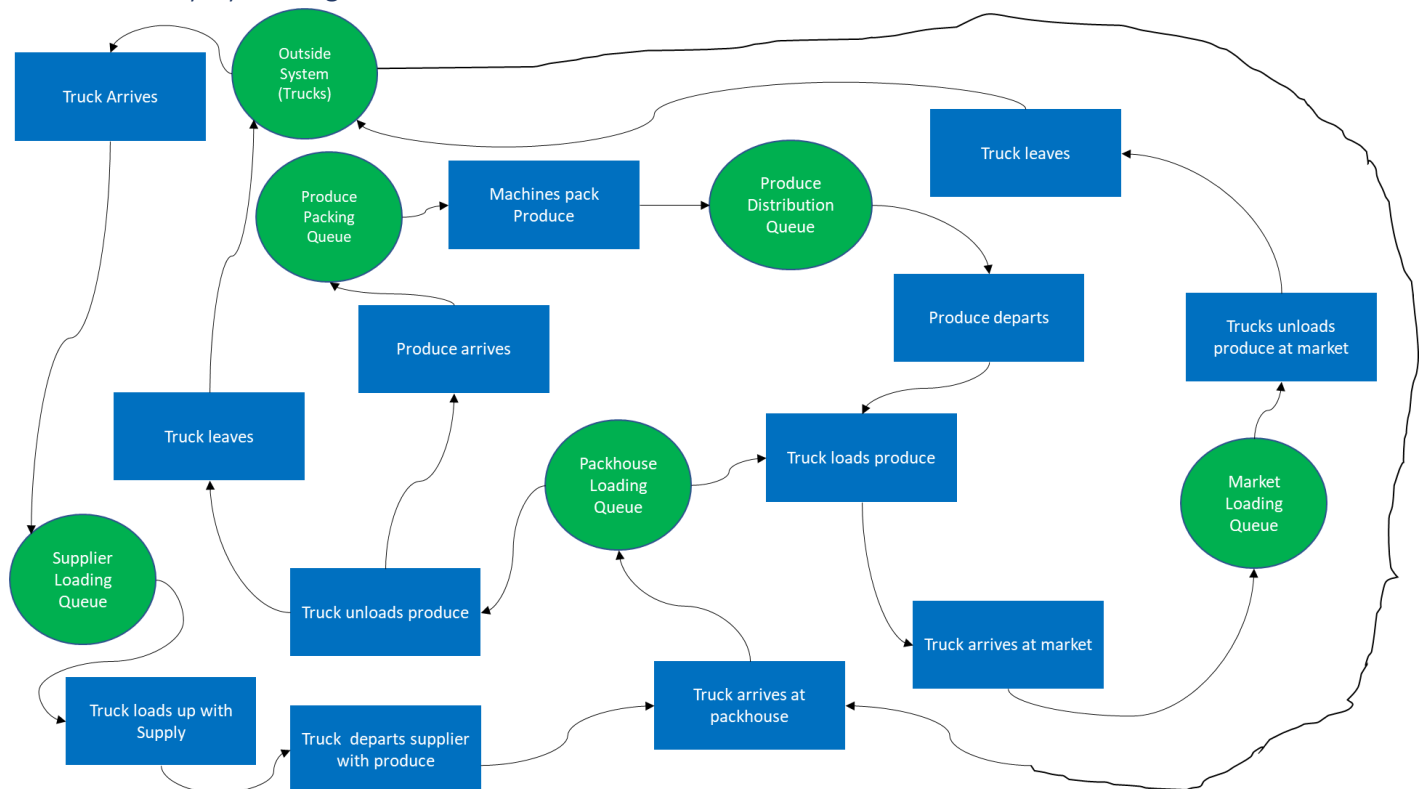 Outside
System
(Trucks)
Truck Arrives
Truck leaves
Produce
Packing
Queue
Machines pack
Produce
Produce
Distribution
Queue
Produce departs
Trucks unloads
produce at market
Produce arrives
Truck leaves
Packhouse
Loading
Queue
Truck loads produce
Market
Loading
Queue
Supplier
Loading
Queue
Truck unloads produce
Truck arrives at market
Truck loads up with
Supply
Truck departs supplier
with produce
Truck arrives at
packhouse